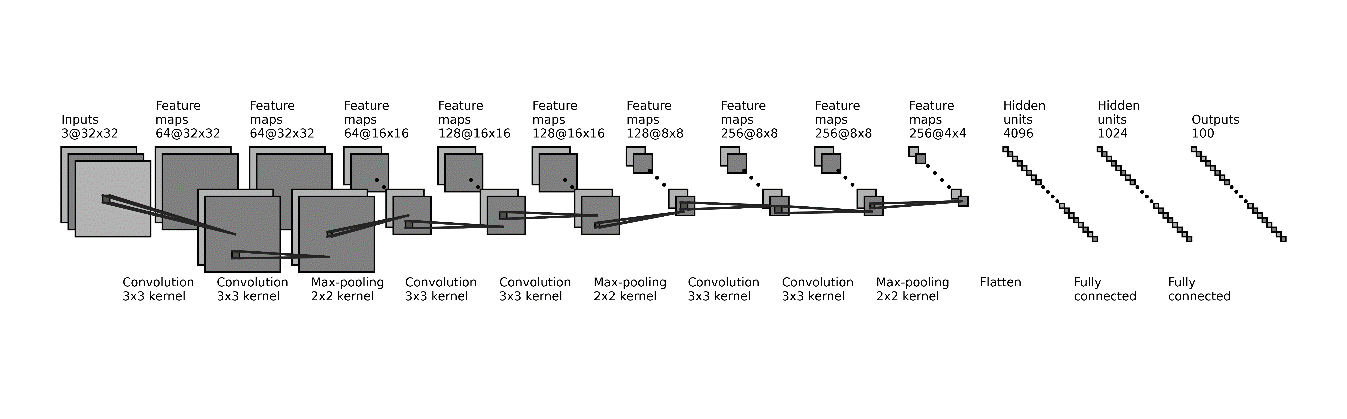 Inputs
3@32x32
Feature
maps
64@32x32
Feature
maps
64@32x32
Feature
maps
64@16x16
Feature
maps
128@16x16
Feature
maps
128@16x16
Feature
maps
128@8x8
Feature
maps
256@8x8
Feature
maps
256@8x8
Feature
maps
256@4x4
Hidden
units
4096
Hidden
units
1024
Outputs
100
Convolution
3x3 kernel
Convolution
3x3 kernel
Max-pooling
2x2 kernel
Convolution
3x3 kernel
Convolution
3x3 kernel
Max-pooling
2x2 kernel
Convolution
3x3 kernel
Convolution
3x3 kernel
Max-pooling
2x2 kernel
Flatten
Fully
connected
Fully
connected